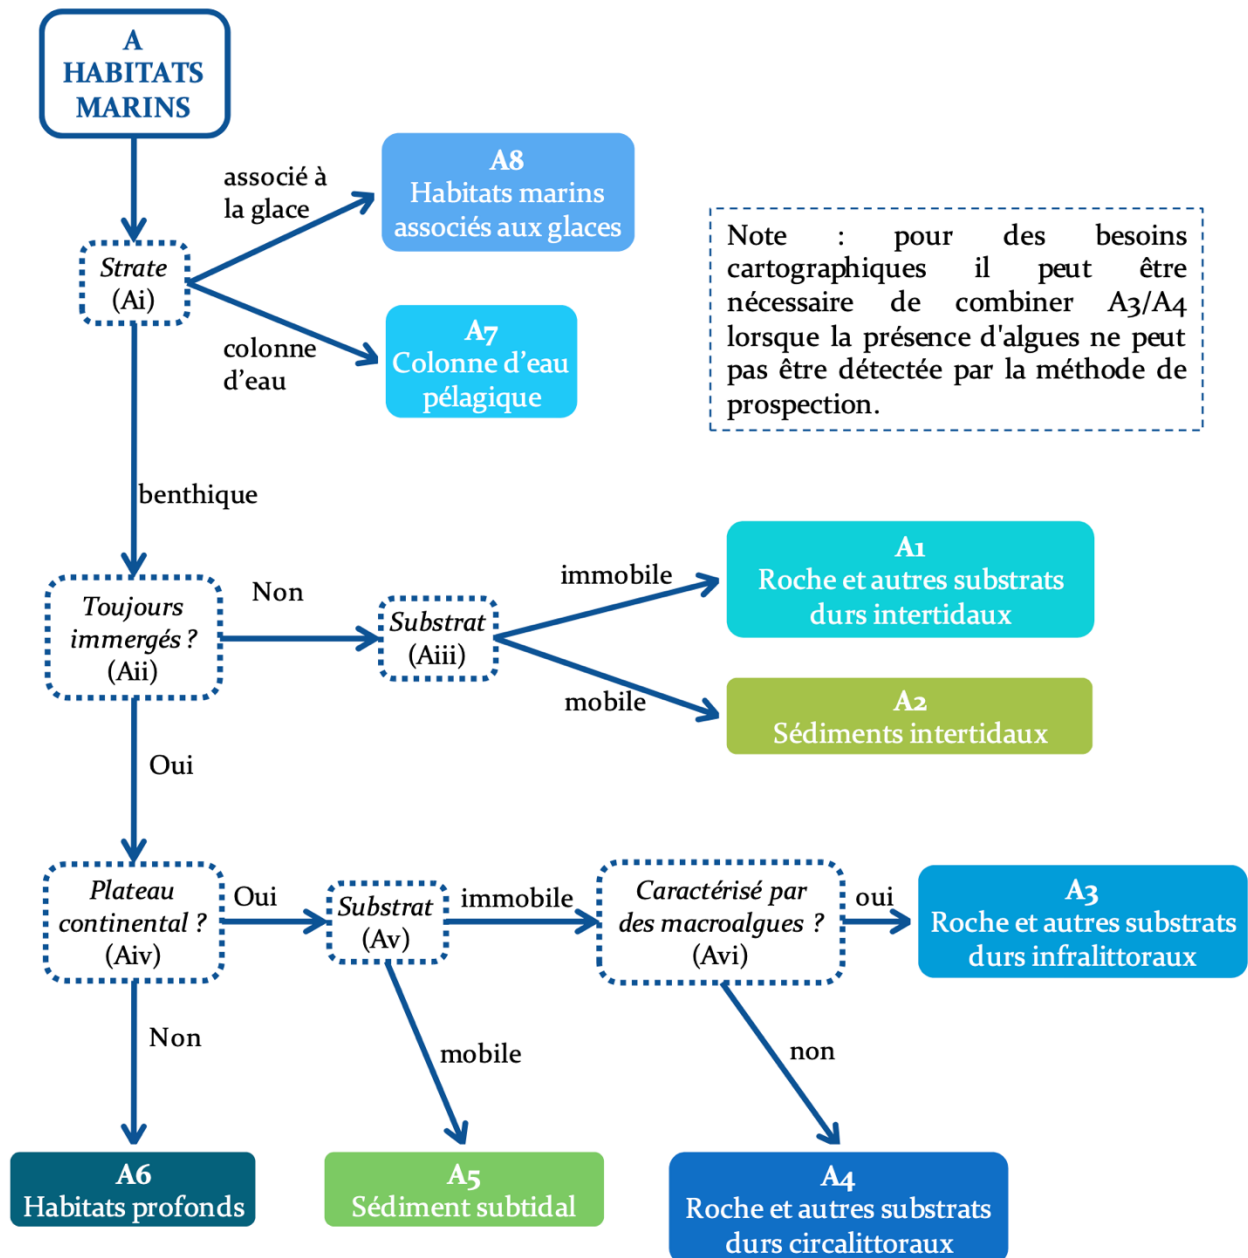 A
HABITATS
MARINS
associé à
la glace
A8
Habitats marins
associés aux glaces
Strate
(Ai)
colonne
d’eau
A7
Colonne d’eau
pélagique
Note : pour des besoins
cartographiques il peut être
nécessaire de combiner A3/A4
lorsque la présence d'algues ne peut
pas être détectée par la méthode de
prospection.
benthique
Toujours
immergés ?
(Aii)
Non
Substrat
(Aiii)
immobile
A1
Roche et autres substrats
durs intertidaux
mobile
A2
Sédiments intertidaux
Oui
Plateau
continental ?
(Aiv)
Oui
Substrat
(Av)
immobile
Caractérisé par
des macroalgues ?
(Avi)
oui
A3
Roche et autres substrats
durs infralittoraux
Non
mobile
non
A6
Habitats profonds
A5
Sédiment subtidal
A4
Roche et autres substrats
durs circalittoraux